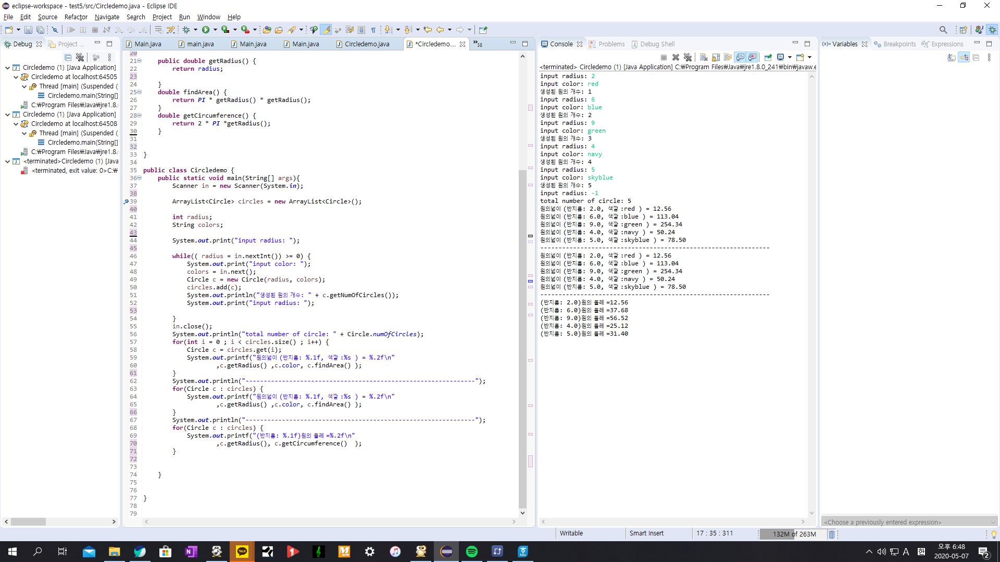 eclipse-workspace - test5/src/Circledemo.java - Eclipse IDE
File Edit Source Refactor Navigate Search Project Run Window Help
Debug
Project ...
Circledemo (1) [Java Application]
Circledemo at localhost:64505
Thread [main] (Suspended (
Circledemo.main(String[]
C:₩Program Files₩Java₩jre1.8.
Circledemo (1) [Java Application]
Circledemo at localhost:64508
Thread [main] (Suspended (
Circledemo.main(String[]
C:₩Program Files₩Java₩jre1.8.
<terminated>Circledemo (1) [Java
<terminated, exit value: 0>C:₩
Main.java main.java Main.java Main.java Circledemo.java *Circledemo.... »38
20
21 public double getRadius() {
22 return radius;
23
24 }
25 double findArea() {
26 return PI * getRadius() * getRadius();
27 }
28 double getCircumference() {
29 return 2 * PI *getRadius();
30 }
31
32
33 }
34
35 public class Circledemo {
36 public static void main(String[] args){
37 Scanner in = new Scanner(System.in);
38
39 ArrayList<Circle> circles = new ArrayList<Circle>();
40
41 int radius;
42 String colors;
43
44 System.out.print("input radius: ");
45
46 while(( radius = in.nextInt()) >= 0) {
47 System.out.print("input color: ");
48 colors = in.next();
49 Circle c = new Circle(radius, colors);
50 circles.add(c);
51 System.out.println("생성된 원의 개수: " + c.getNumOfCircles());
52 System.out.print("input radius: ");
53
54 }
55 in.close();
56 System.out.println("total number of circle: " + Circle.numOfCircles);
57 for(int i = 0 ; i < circles.size() ; i++) {
58 Circle c = circles.get(i);
59 System.out.printf("원의넓이 (반지름: %.1f, 색깔 :%s ) = %.2f\n"
60 ,c.getRadius() ,c.color, c.findArea() );
61 }
62 System.out.println("---------------------------------------------------------------");
63 for(Circle c : circles) {
64 System.out.printf("원의넓이 (반지름: %.1f, 색깔 :%s ) = %.2f\n"
65 ,c.getRadius() ,c.color, c.findArea() );
66 }
67 System.out.println("---------------------------------------------------------------");
68 for(Circle c : circles) {
69 System.out.printf("(반지름: %.1f)원의 둘레 =%.2f\n"
70 ,c.getRadius(), c.getCircumference() );
71 }
72
73
74 }
75
76
77 }
78
79
Console Problems Debug Shell
<terminated> Circledemo (1) [Java Application] C:₩Program Files₩Java₩jre1.8.0_241₩bin₩javaw.e
input radius: 2
input color: red
생성된 원의 개수: 1
input radius: 6
input color: blue
생성된 원의 개수: 2
input radius: 9
input color: green
생성된 원의 개수: 3
input radius: 4
input color: navy
생성된 원의 개수: 4
input radius: 5
input color: skyblue
생성된 원의 개수: 5
input radius: -1
total number of circle: 5
원의넓이 (반지름: 2.0, 색깔 :red ) = 12.56
원의넓이 (반지름: 6.0, 색깔 :blue ) = 113.04
원의넓이 (반지름: 9.0, 색깔 :green ) = 254.34
원의넓이 (반지름: 4.0, 색깔 :navy ) = 50.24
원의넓이 (반지름: 5.0, 색깔 :skyblue ) = 78.50
---------------------------------------------------------------
원의넓이 (반지름: 2.0, 색깔 :red ) = 12.56
원의넓이 (반지름: 6.0, 색깔 :blue ) = 113.04
원의넓이 (반지름: 9.0, 색깔 :green ) = 254.34
원의넓이 (반지름: 4.0, 색깔 :navy ) = 50.24
원의넓이 (반지름: 5.0, 색깔 :skyblue ) = 78.50
---------------------------------------------------------------
(반지름: 2.0)원의 둘레 =12.56
(반지름: 6.0)원의 둘레 =37.68
(반지름: 9.0)원의 둘레 =56.52
(반지름: 4.0)원의 둘레 =25.12
(반지름: 5.0)원의 둘레 =31.40
(x)= Variables Breakpoints Expressions
<Choose a previously entered expression>
Writable
Smart Insert
17 : 35 : 311
132M of 263M
TALK
A
오후 6:48
2020-05-07
2